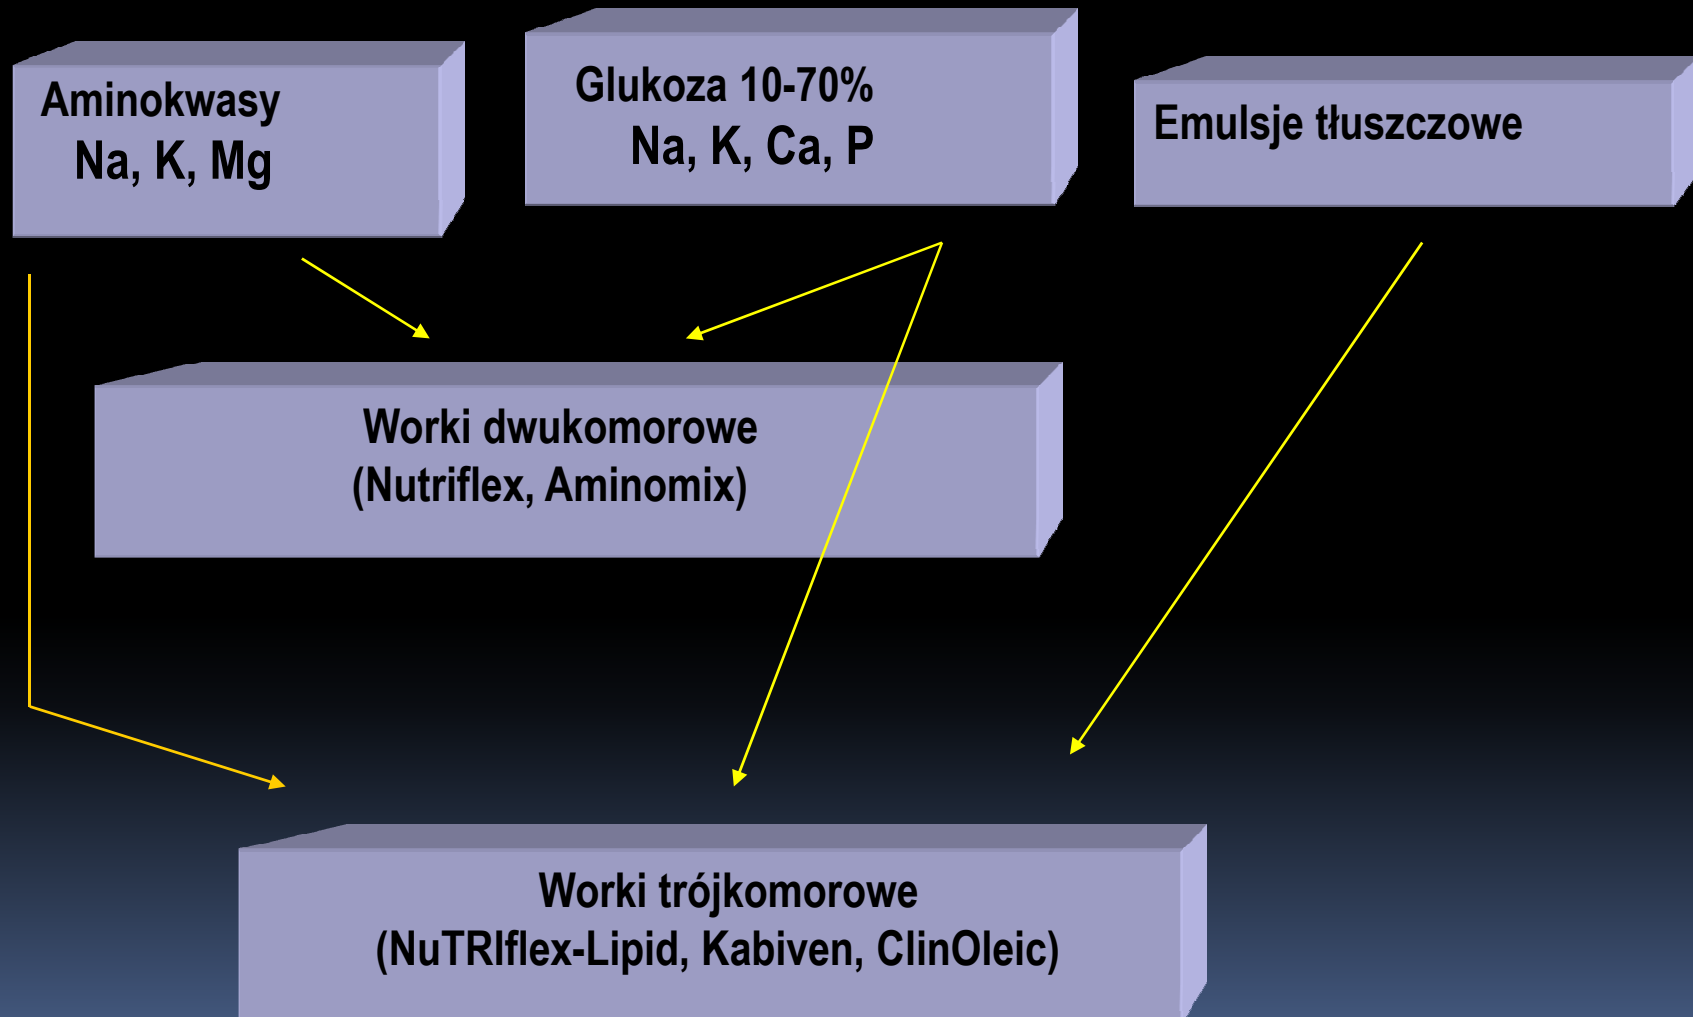 Aminokwasy
Na, K, Mg
Glukoza 10-70%
Na, K, Ca, P
Emulsje tłuszczowe
Worki dwukomorowe
(Nutriflex, Aminomix)
Worki trójkomorowe
(NuTRIflex-Lipid, Kabiven, ClinOleic)